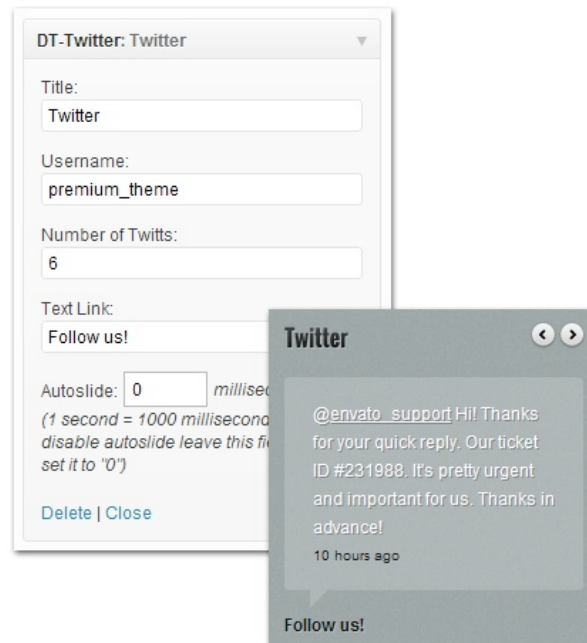 DT-Twitter: Twitter
Title:
Twitter
Username:
premium_theme
Number of Twitts:
6
Text Link:
Follow us!
Autoslide: 0
(1 second = 1000
disable autoslide leave this
set it to "0")
Delete | Close
Twitter
@envato_support Hi! Thanks
for your quick reply. Our ticket
ID #231988. It's pretty urgent
and important for us. Thanks in
advance!
10 hours ago
Follow us!